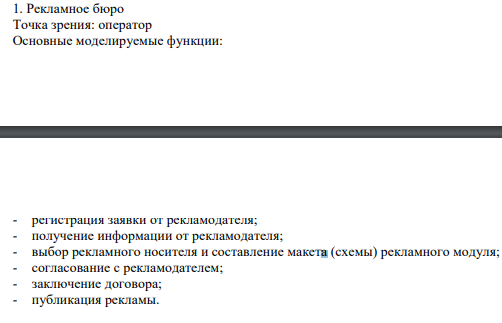 1. Рекламное бюро
Точка зрения: оператор
Основные моделируемые функции:
- регистрация заявки от рекламодателя;
- получение информации от рекламодателя;
- выбор рекламного носителя и составление макета (схемы) рекламного модуля;
- согласование с рекламодателем;
- заключение договора;
- публикация рекламы.